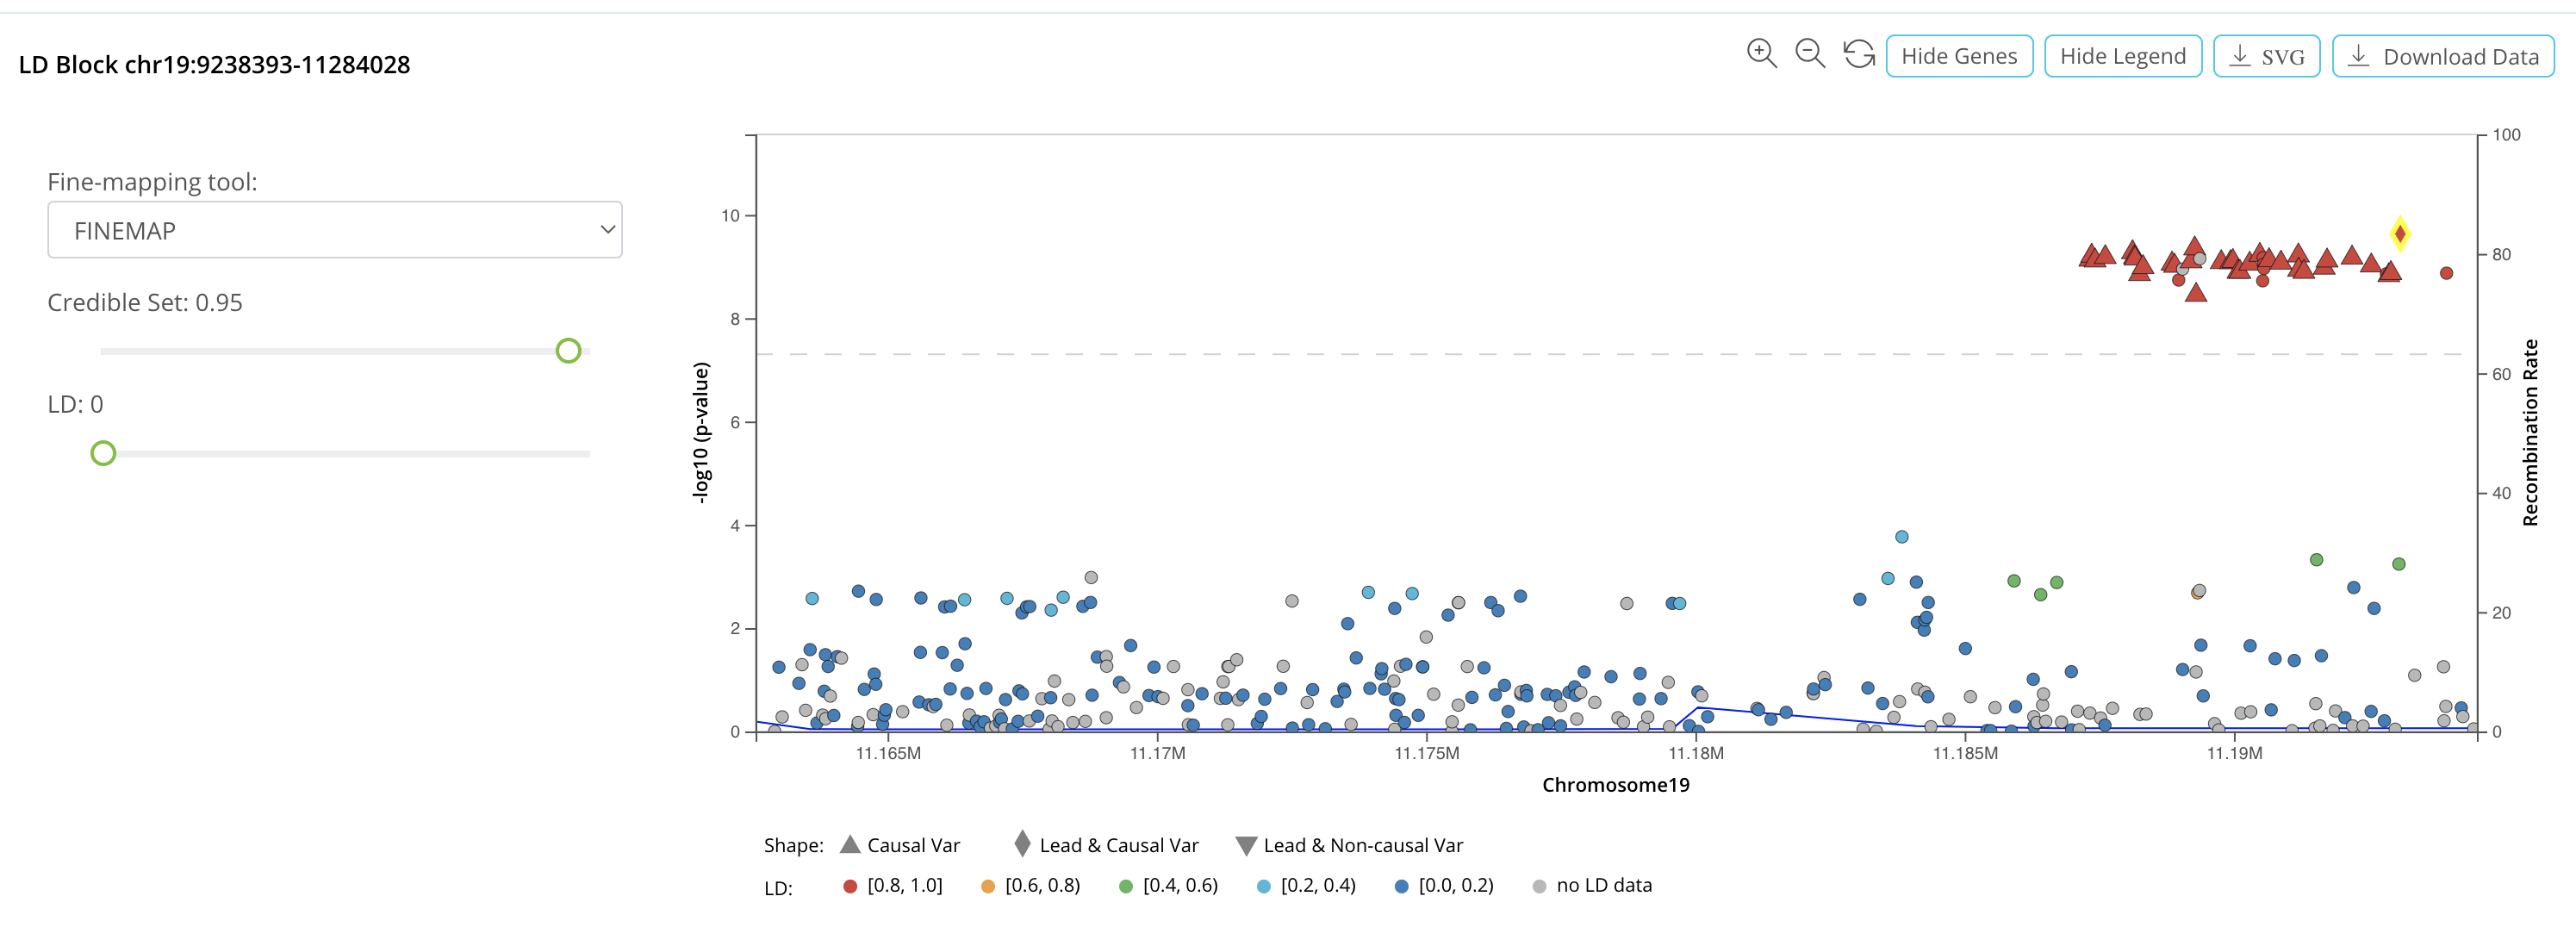 LD Block chr19:9238393-11284028
Hide Genes
Hide Legend
SVG
Download Data
Fine-mapping tool:
FINEMAP
Credible Set: 0.95
LD: 0
-log10 (p-value)
10
8
6
4
2
0
100
80
60
40
20
0
Recombination Rate
11.165M 11.17M 11.175M 11.18M 11.185M 11.19M
Chromosome19
Shape: Causal Var Lead & Causal Var Lead & Non-causal Var
LD: [0.8, 1.0] [0.6, 0.8) [0.4, 0.6) [0.2, 0.4) [0.0, 0.2) no LD data